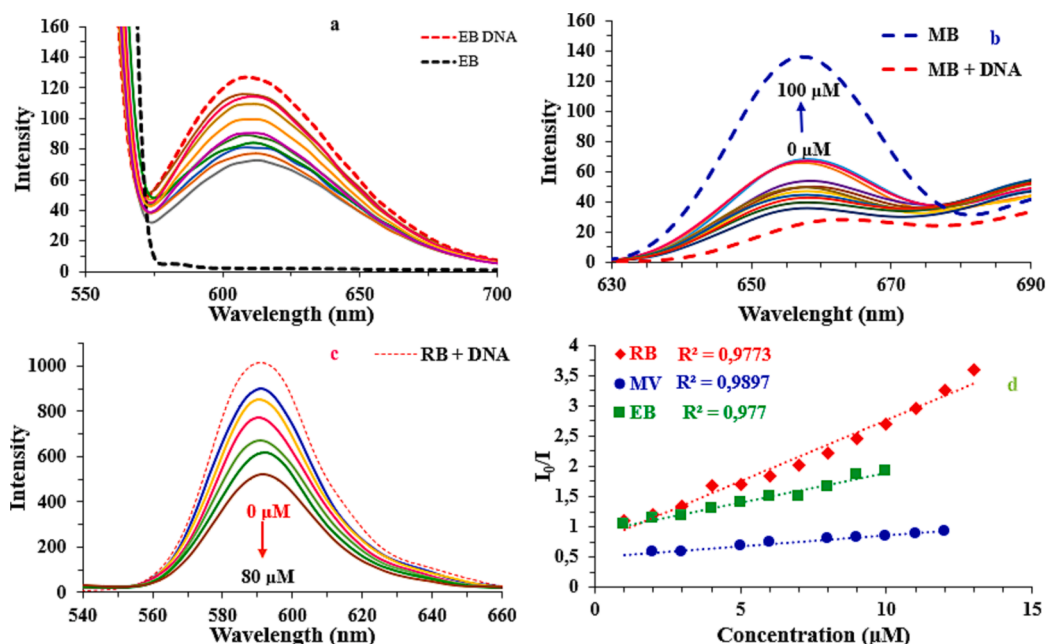 a
EB DNA
EB
160
140
120
100
80
60
40
20
0
Intensity
550
600
650
700
Wavelength (nm)
b
MB
MB + DNA
100 µM
0 µM
160
140
120
100
80
60
40
20
0
Intensity
630
650
670
690
Wavelenght (nm)
c
RB + DNA
0 µM
80 µM
1000
800
600
400
200
0
Intensity
540
560
580
600
620
640
660
Wavelength (nm)
d
RB R² = 0,9773
MV R² = 0,9897
EB R² = 0,977
4
3,5
3
2,5
2
1,5
1
0,5
0
I₀/I
0
5
10
15
Concentration (µM)